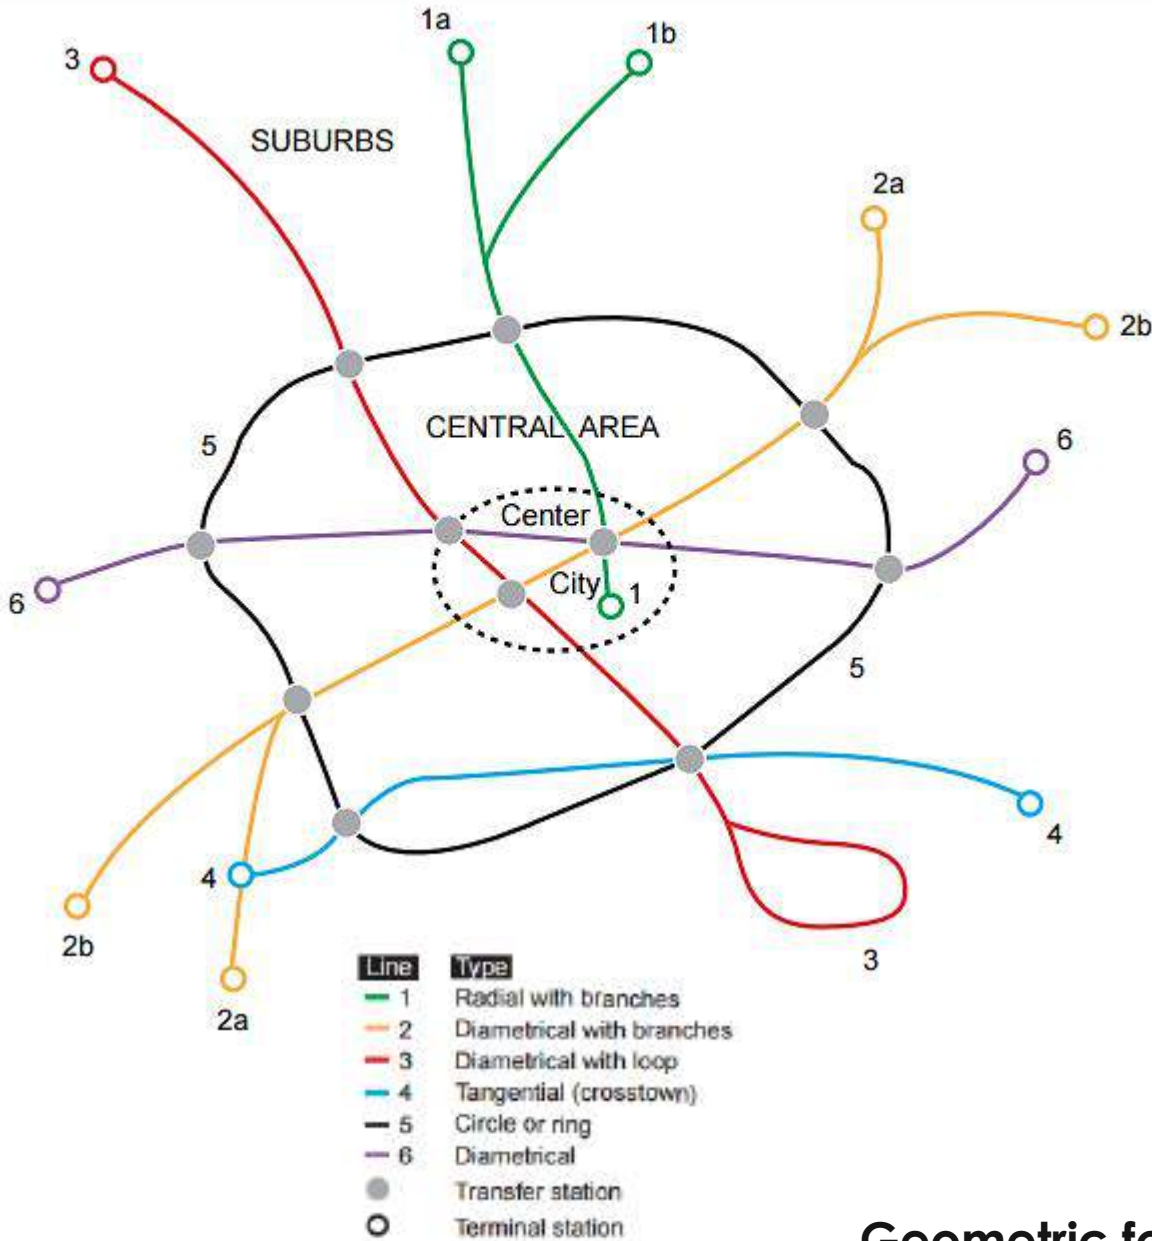 1a
1b
3
SUBURBS
2a
2b
CENTRAL AREA
6
5
Center
City
1
6
5
4
4
2b
3
2a
Line Type
1 Radial with branches
2 Diametrical with branches
3 Diametrical with loop
4 Tangential (crosstown)
5 Circle or ring
6 Diametrical
Transfer station
Terminal station
Geometric